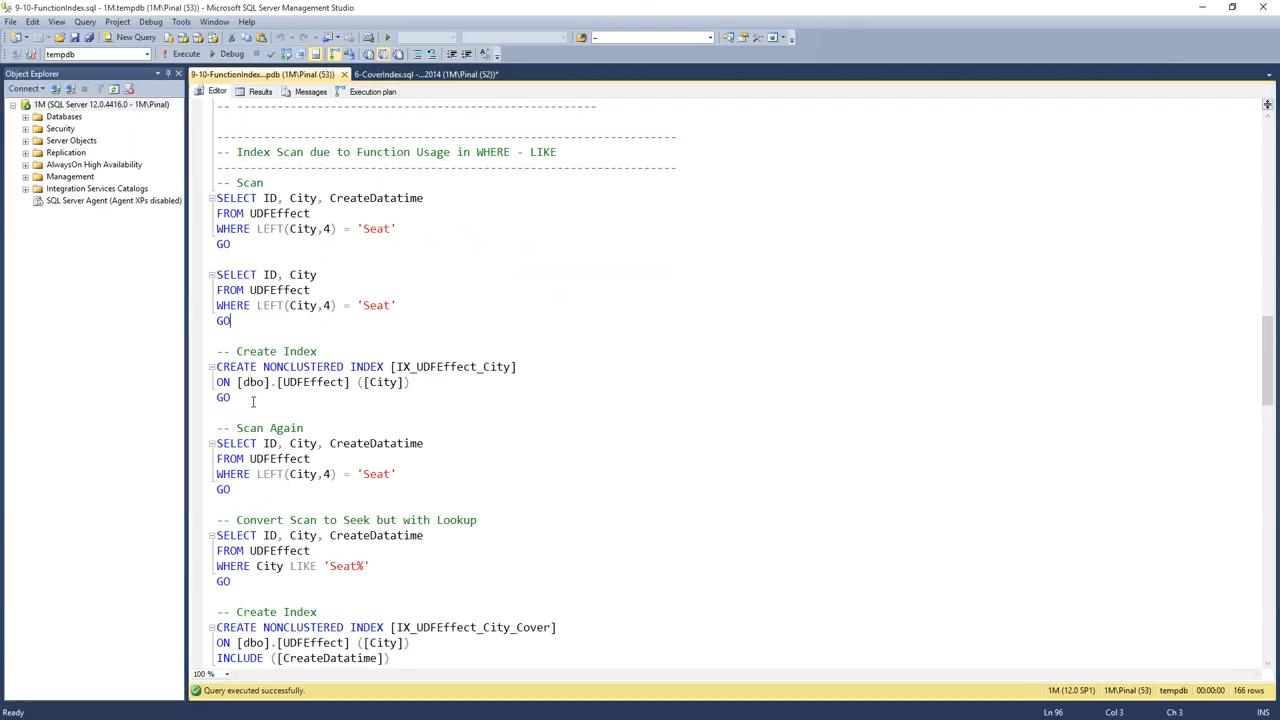 9-10-FunctionIndex.sql - 1M.tempdb (1M\Pinal (53)) - Microsoft SQL Server Management Studio
File Edit View Query Project Debug Tools Window Help
New Query
tempdb Execute Debug
Object Explorer
9-10-FunctionIndex...pdb (1M\Pinal (53)) 6-CoverIndex.sql -...2014 (1M\Pinal (52))*
Connect
Editor Results Messages Execution plan
1M (SQL Server 12.0.4416.0 - 1M\Pinal)
Databases
Security
Server Objects
Replication
AlwaysOn High Availability
Management
Integration Services Catalogs
SQL Server Agent (Agent XPs disabled)
-- ------------------------------------------------------
------------------------------------------------------------------
-- Index Scan due to Function Usage in WHERE - LIKE
------------------------------------------------------------------
-- Scan
SELECT ID, City, CreateDatatime
FROM UDFEffect
WHERE LEFT(City,4) = 'Seat'
GO
SELECT ID, City
FROM UDFEffect
WHERE LEFT(City,4) = 'Seat'
GO
-- Create Index
CREATE NONCLUSTERED INDEX [IX_UDFEffect_City]
ON [dbo].[UDFEffect] ([City])
GO
-- Scan Again
SELECT ID, City, CreateDatatime
FROM UDFEffect
WHERE LEFT(City,4) = 'Seat'
GO
-- Convert Scan to Seek but with Lookup
SELECT ID, City, CreateDatatime
FROM UDFEffect
WHERE City LIKE 'Seat%'
GO
-- Create Index
CREATE NONCLUSTERED INDEX [IX_UDFEffect_City_Cover]
ON [dbo].[UDFEffect] ([City])
INCLUDE ([CreateDatatime])
100 %
Query executed successfully. 1M (12.0 SP1) 1M\Pinal (53) tempdb 00:00:00 166 rows
Ready Ln 96 Col 3 Ch 3 INS